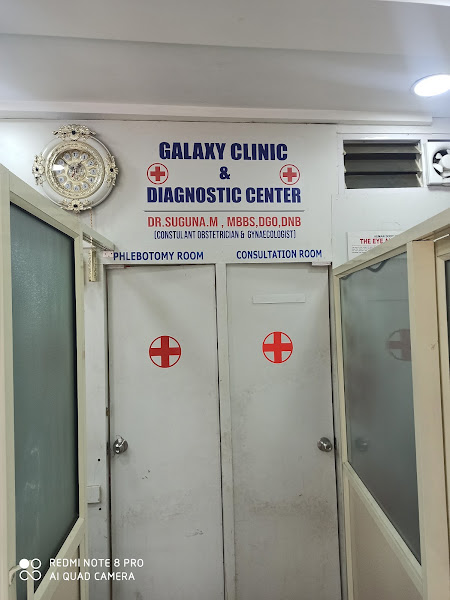 GALAXY CLINIC
&
DIAGNOSTIC CENTER
DR.SUGUNA.M , MBBS,DGO,DNB
[CONSTULANT OBSTETRICIAN & GYNAECOLOGIST]
PHLEBOTOMY ROOM
CONSULTATION ROOM
THE EYE
REDMI NOTE 8 PRO
AI QUAD CAMERA